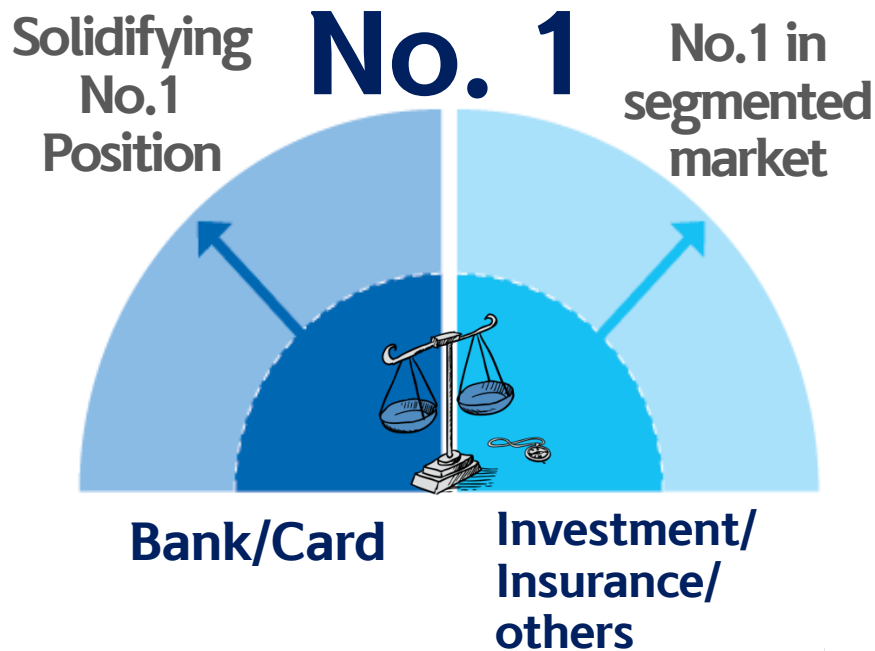 Solidifying
No.1
Position
No. 1
No.1 in
segmented
market
Bank/Card
Investment/
Insurance/
others